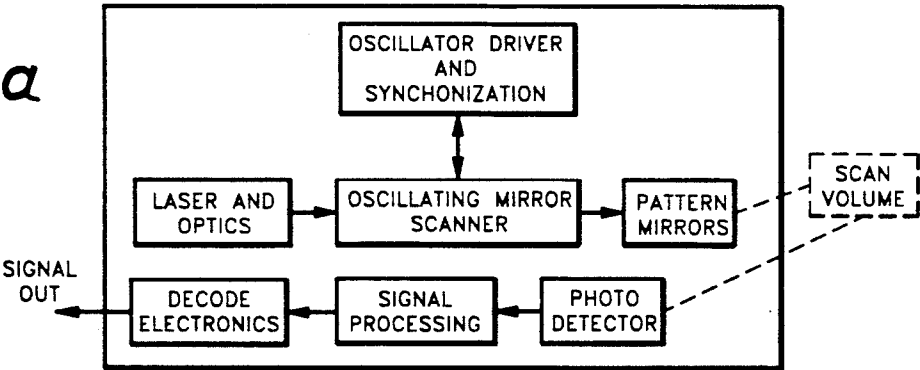 a
OSCILLATOR DRIVER
AND
SYNCHONIZATION
LASER AND
OPTICS
OSCILLATING MIRROR
SCANNER
PATTERN
MIRRORS
SCAN
VOLUME
SIGNAL
OUT
DECODE
ELECTRONICS
SIGNAL
PROCESSING
PHOTO
DETECTOR